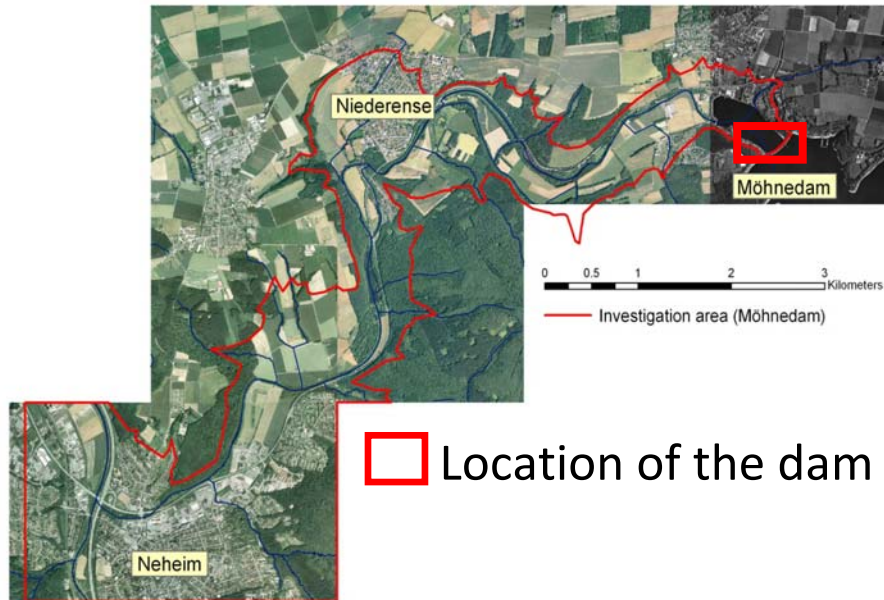 Niederense
Möhnedam
0 0.5 1 2 3
Kilometers
Investigation area (Möhnedam)
Location of the dam
Neheim